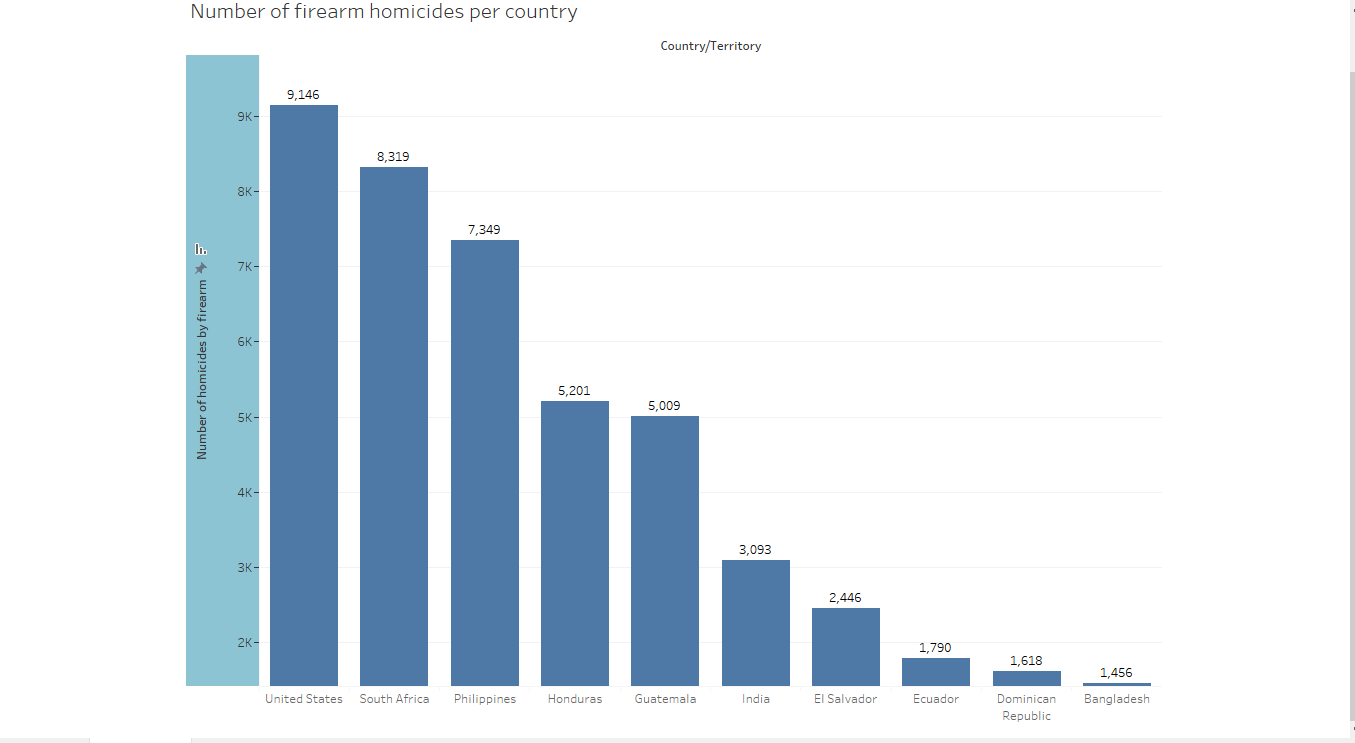 Number of firearm homicides per country
Country/Territory
Number of homicides by firearm
9K
8K
7K
6K
5K
4K
3K
2K
9,146
8,319
7,349
5,201
5,009
3,093
2,446
1,790
1,618
1,456
United States
South Africa
Philippines
Honduras
Guatemala
India
El Salvador
Ecuador
Dominican
Republic
Bangladesh